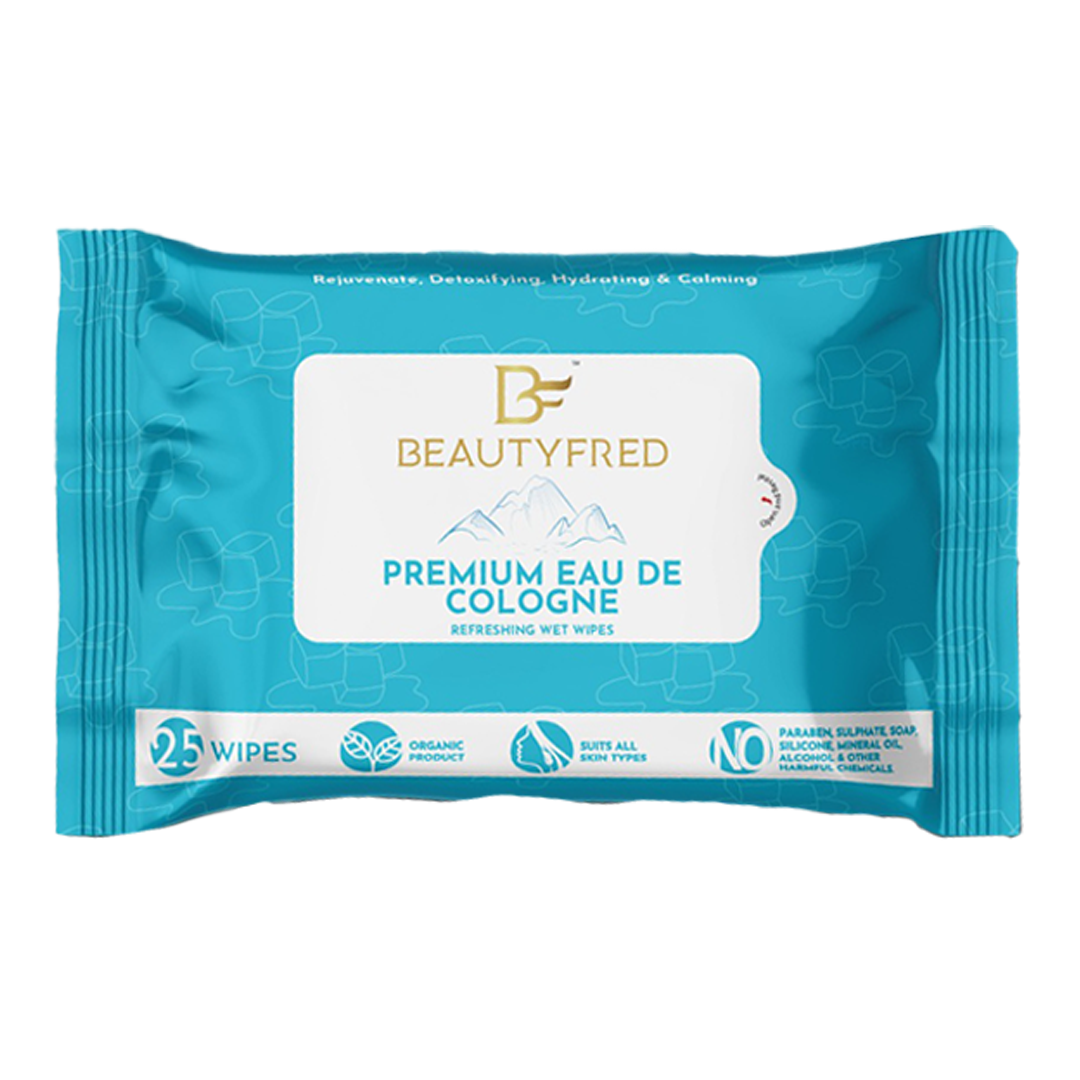 Rejuvenate, Detoxifying, Hydrating & Calming
BF™
BEAUTYFRED
PREMIUM EAU DE
COLOGNE
REFRESHING WET WIPES
25 WIPES
ORGANIC
PRODUCT
SUITS ALL
SKIN TYPES
NO
PARABEN, SULPHATE, SOAP,
SILICONE, MINERAL OIL,
ALCOHOL & OTHER
HARMFUL CHEMICALS.